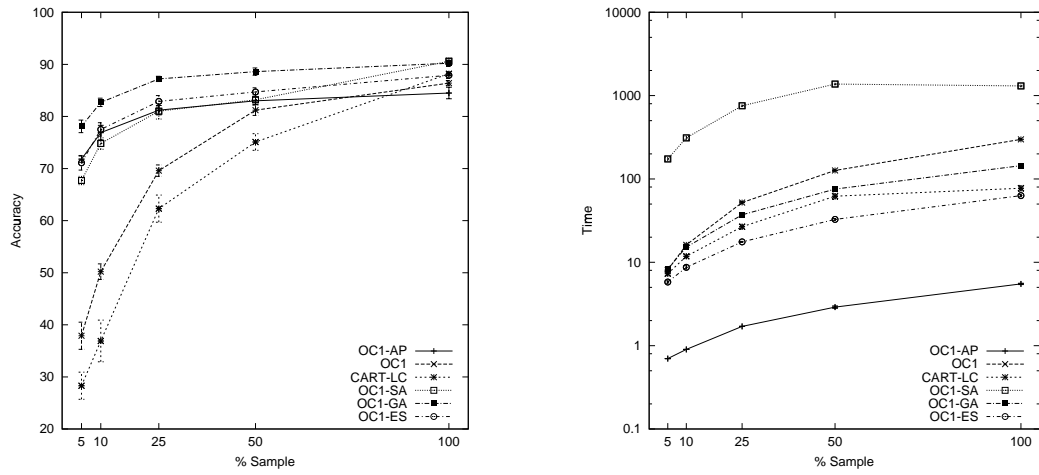 100
90
80
70
60
50
40
30
20
Accuracy
5 10 25 50 100
% Sample
OC1-AP
OC1
CART-LC
OC1-SA
OC1-GA
OC1-ES
10000
1000
100
10
1
0.1
Time
5 10 25 50 100
% Sample
OC1-AP
OC1
CART-LC
OC1-SA
OC1-GA
OC1-ES